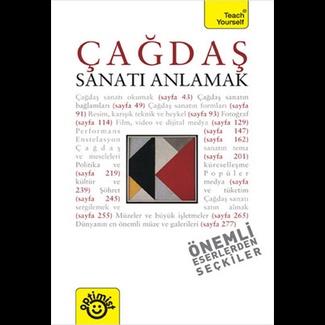 Teach
Yourself
ÇAĞDAŞ
SANATI ANLAMAK
Çağdaş sanatı okumak (sayfa 43) Çağdaş sanatın
bağlamları (sayfa 49) Çağdaş sanatın formları (sayfa
91) Resim, karışık teknik ve heykel (sayfa 93) Fotoğraf
(sayfa 114) Film, video ve dijital medya (sayfa 129)
Performans (sayfa 147)
Enstelasyon (sayfa 162)
Çağdaş sanatın tema
ve meseleleri (sayfa 201)
Politika ve küreselleşme
(sayfa 219) Popüler
kültür ve medya (sayfa
239) Şöhret ve tüketim
(sayfa 245) Çağdaş sanatı
sergilemek ve satın almak
(sayfa 255) Müzeler ve büyük işletmeler (sayfa 265)
Dünyanın en önemli müze ve galerileri (sayfa 277)
ÖNEMLİ
ESERLERDEN
SEÇKİLER
optimist